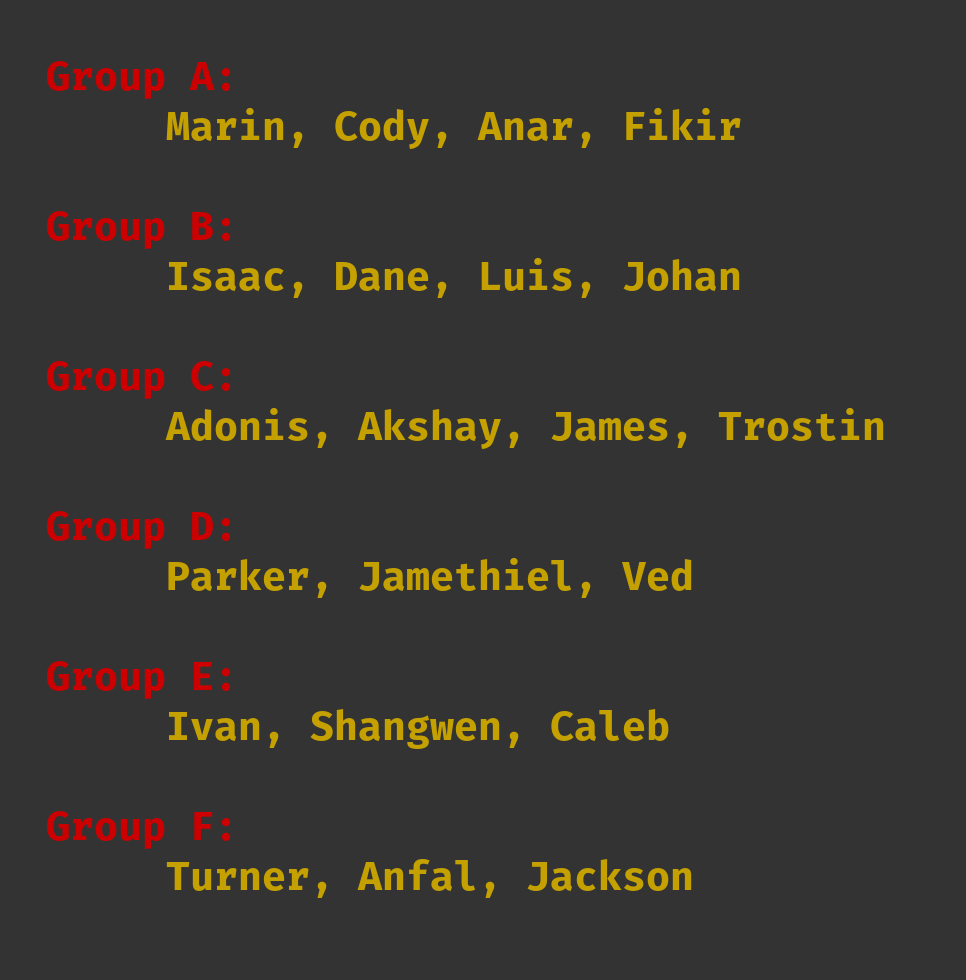 Group A:
Marin, Cody, Anar, Fikir
Group B:
Isaac, Dane, Luis, Johan
Group C:
Adonis, Akshay, James, Trostin
Group D:
Parker, Jamethiel, Ved
Group E:
Ivan, Shangwen, Caleb
Group F:
Turner, Anfal, Jackson